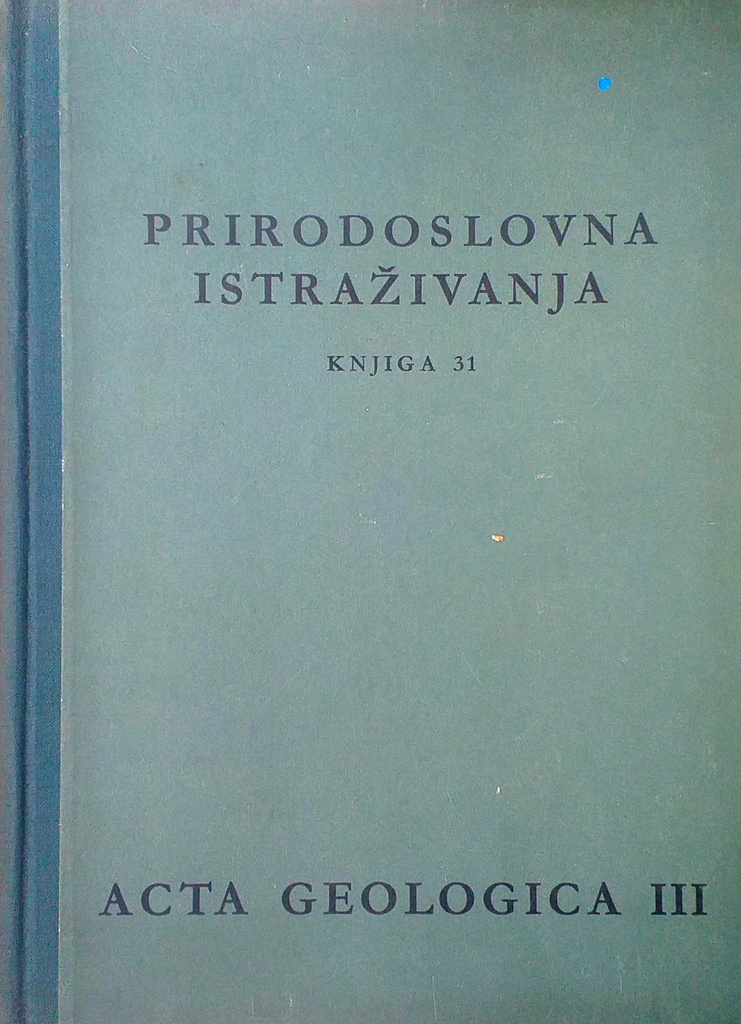 PRIRODOSLOVNA
ISTRAŽIVANJA
KNJIGA 31
ACTA GEOLOGICA III